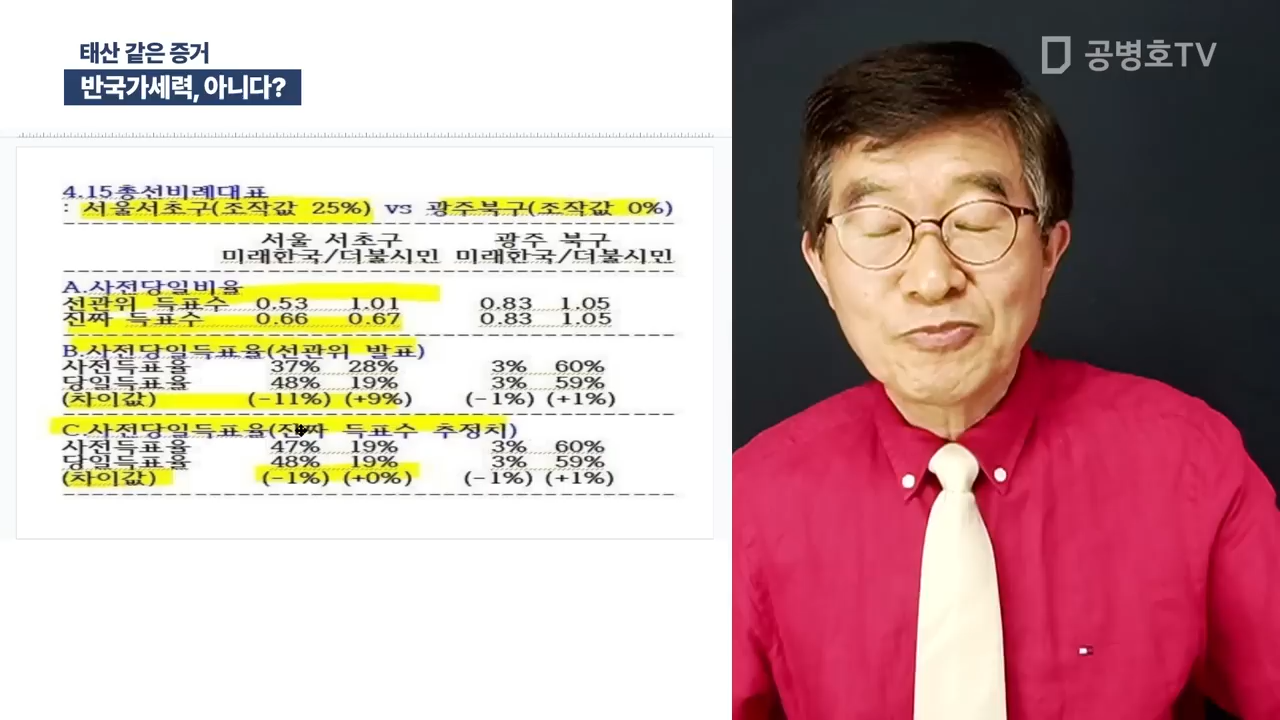 태산 같은 증거
반국가세력, 아니다?
공병호TV
4.15총선비례대표
: 서울서초구(조작값 25%) vs 광주북구(조작값 0%)
서울 서초구 광주 북구
미래한국/더불시민 미래한국/더불시민
A.사전당일비율
선관위 득표수 0.53 1.01 0.83 1.05
진짜 득표수 0.66 0.67 0.83 1.05
B.사전당일득표율(선관위 발표)
사전득표율 37% 28% 3% 60%
당일득표율 48% 19% 3% 59%
(차이값) (-11%) (+9%) (-1%) (+1%)
C.사전당일득표율(진짜 득표수 추정치)
사전득표율 47% 19% 3% 60%
당일득표율 48% 19% 3% 59%
(차이값) (-1%) (+0%) (-1%) (+1%)